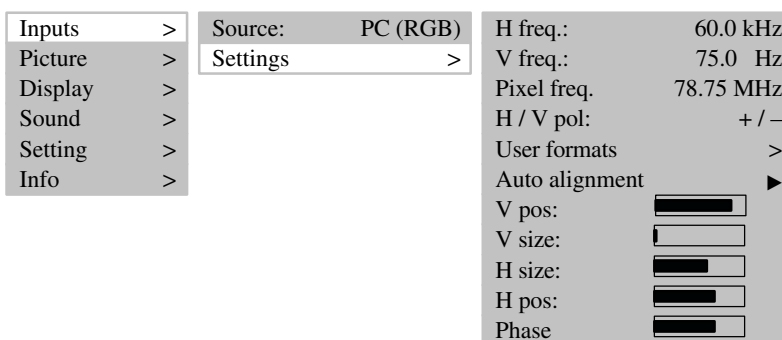 Inputs >
Picture >
Display >
Sound >
Setting >
Info >
Source: PC (RGB)
Settings >
H freq.: 60.0 kHz
V freq.: 75.0 Hz
Pixel freq. 78.75 MHz
H / V pol: + / –
User formats >
Auto alignment ▶
V pos:
V size:
H size:
H pos:
Phase